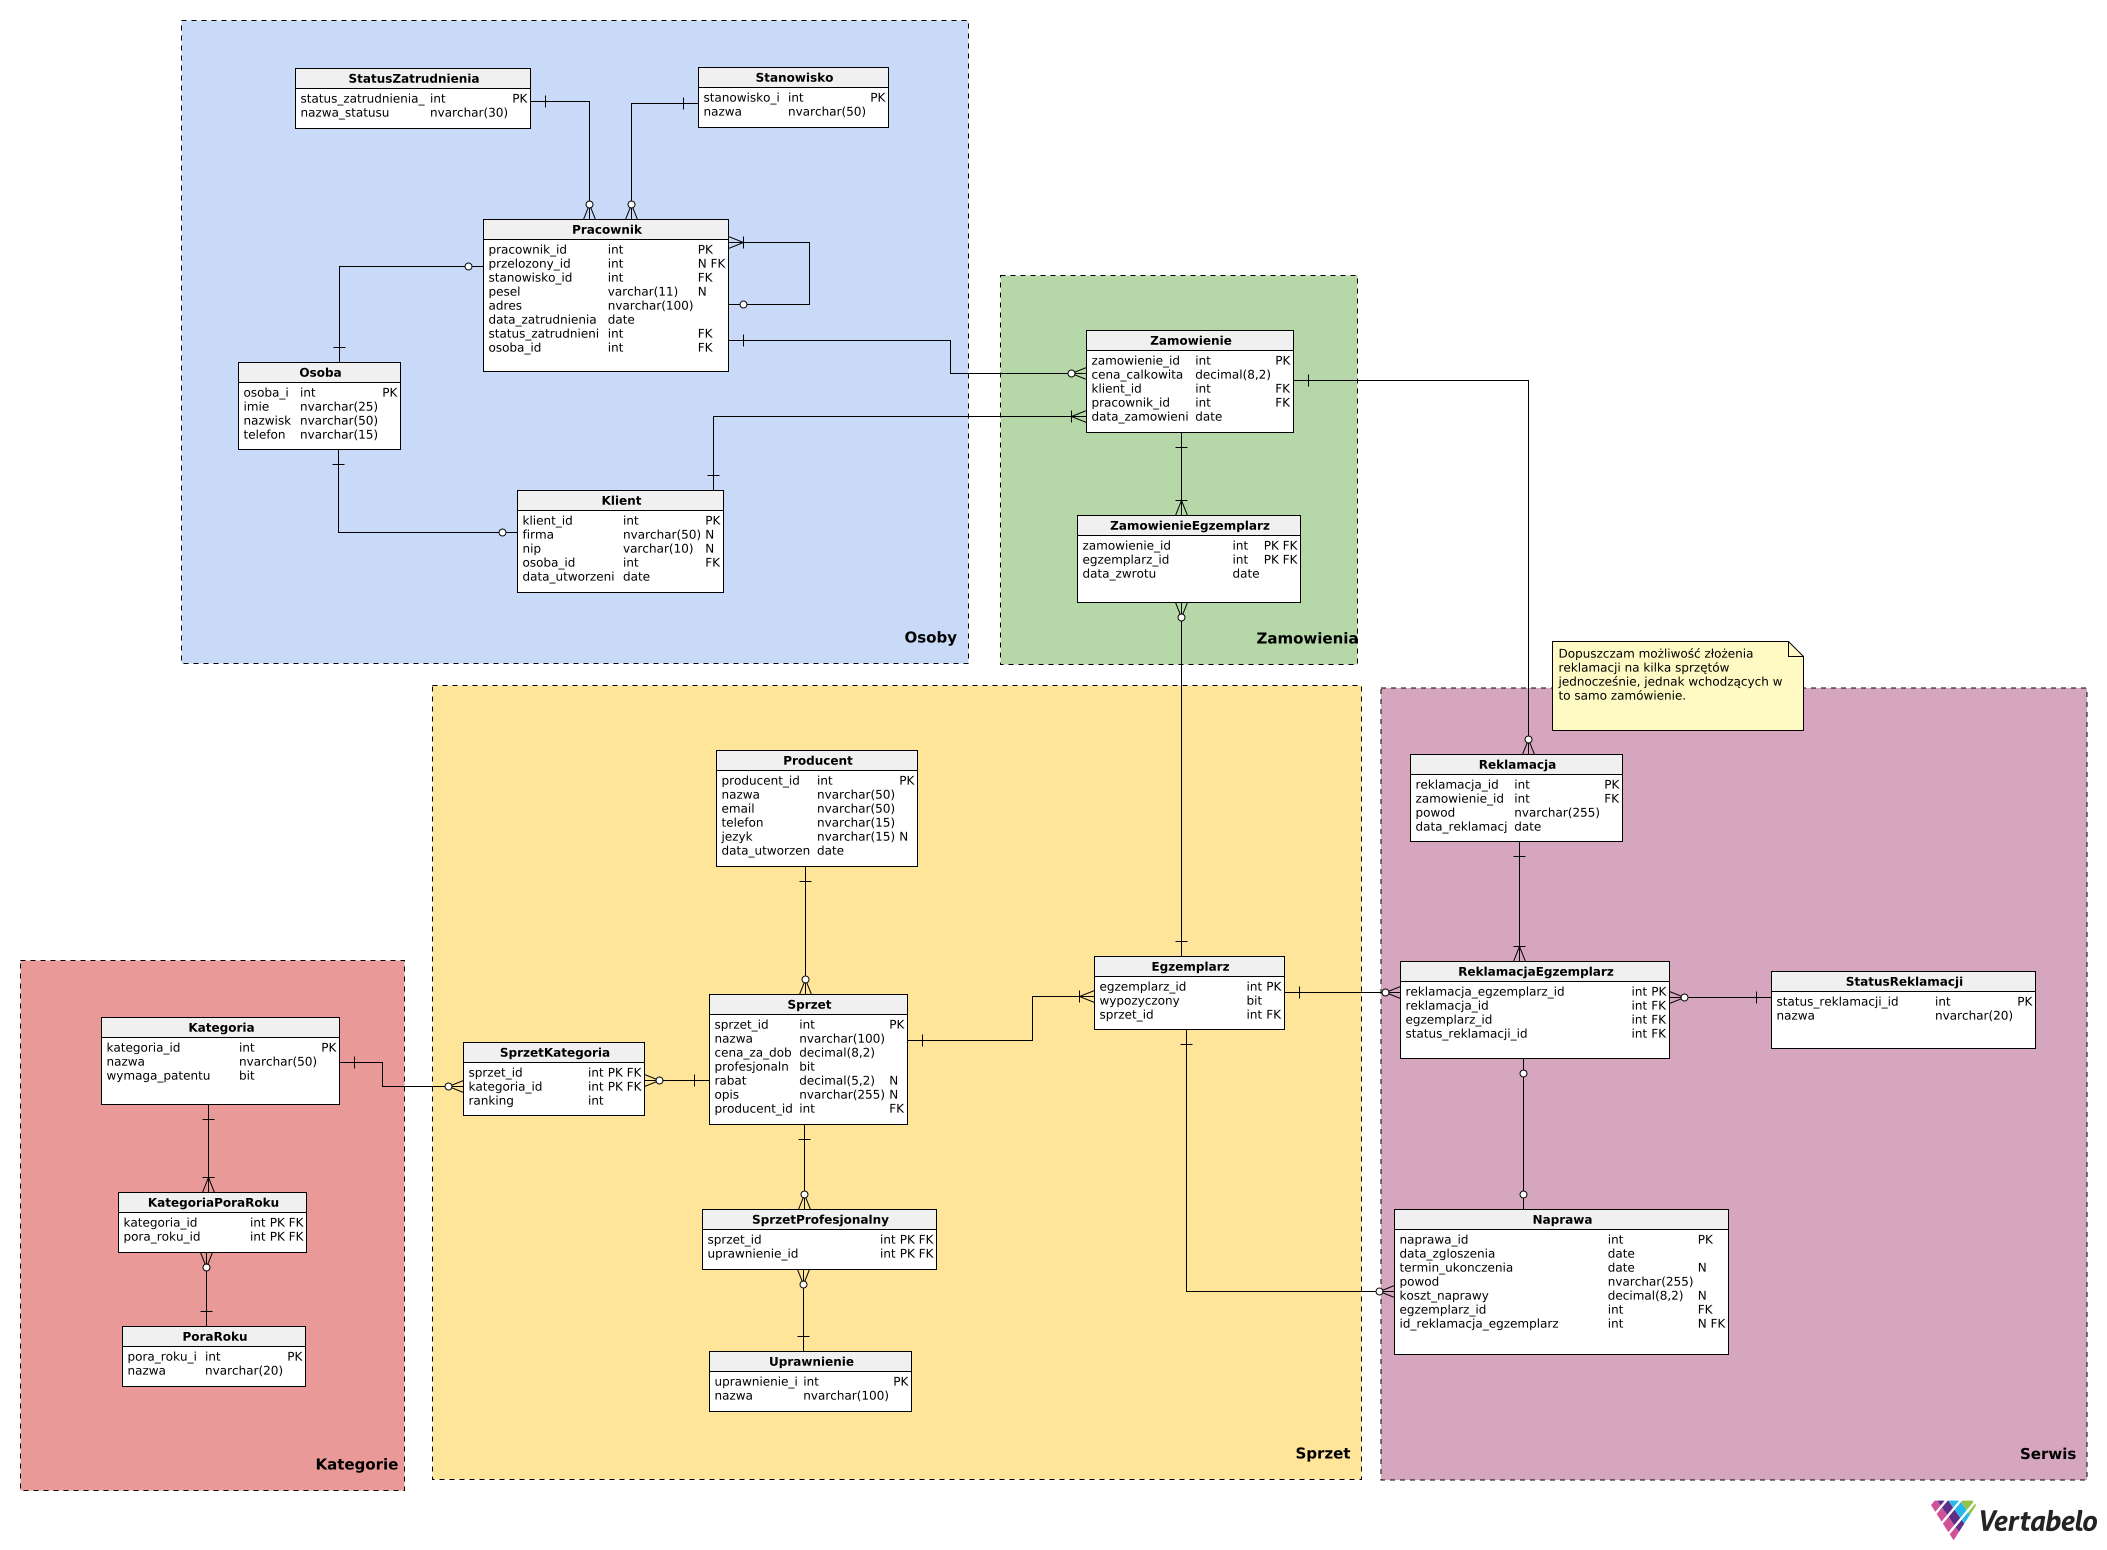 StatusZatrudnienia
status_zatrudnienia_ int PK
nazwa_statusu nvarchar(30)
Stanowisko
stanowisko_i int PK
nazwa nvarchar(50)
Pracownik
pracownik_id int PK
przelozony_id int N FK
stanowisko_id int FK
pesel varchar(11) N
adres nvarchar(100)
data_zatrudnienia date
status_zatrudnieni int FK
osoba_id int FK
Osoba
osoba_i int PK
imie nvarchar(25)
nazwisk nvarchar(50)
telefon nvarchar(15)
Klient
klient_id int PK
firma nvarchar(50) N
nip varchar(10) N
osoba_id int FK
data_utworzeni date
Osoby
Zamowienie
zamowienie_id int PK
cena_calkowita decimal(8,2)
klient_id int FK
pracownik_id int FK
data_zamowieni date
ZamowienieEgzemplarz
zamowienie_id int PK FK
egzemplarz_id int PK FK
data_zwrotu date
Zamowienia
Dopuszczam możliwość złożenia
reklamacji na kilka sprzętów
jednocześnie, jednak wchodzących w
to samo zamówienie.
Producent
producent_id int PK
nazwa nvarchar(50)
email nvarchar(50)
telefon nvarchar(15)
jezyk nvarchar(15) N
data_utworzen date
Reklamacja
reklamacja_id int PK
zamowienie_id int FK
powod nvarchar(255)
data_reklamacj date
Egzemplarz
egzemplarz_id int PK
wypozyczony bit
sprzet_id int FK
ReklamacjaEgzemplarz
reklamacja_egzemplarz_id int PK
reklamacja_id int FK
egzemplarz_id int FK
status_reklamacji_id int FK
StatusReklamacji
status_reklamacji_id int PK
nazwa nvarchar(20)
Kategoria
kategoria_id int PK
nazwa nvarchar(50)
wymaga_patentu bit
SprzetKategoria
sprzet_id int PK FK
kategoria_id int PK FK
ranking int
Sprzet
sprzet_id int PK
nazwa nvarchar(100)
cena_za_dob decimal(8,2)
profesjonaln bit
rabat decimal(5,2) N
opis nvarchar(255) N
producent_id int FK
KategoriaPoraRoku
kategoria_id int PK FK
pora_roku_id int PK FK
SprzetProfesjonalny
sprzet_id int PK FK
uprawnienie_id int PK FK
Naprawa
naprawa_id int PK
data_zgloszenia date
termin_ukonczenia date N
powod nvarchar(255)
koszt_naprawy decimal(8,2) N
egzemplarz_id int FK
id_reklamacja_egzemplarz int N FK
PoraRoku
pora_roku_i int PK
nazwa nvarchar(20)
Uprawnienie
uprawnienie_i int PK
nazwa nvarchar(100)
Kategorie
Sprzet
Serwis
Vertabelo